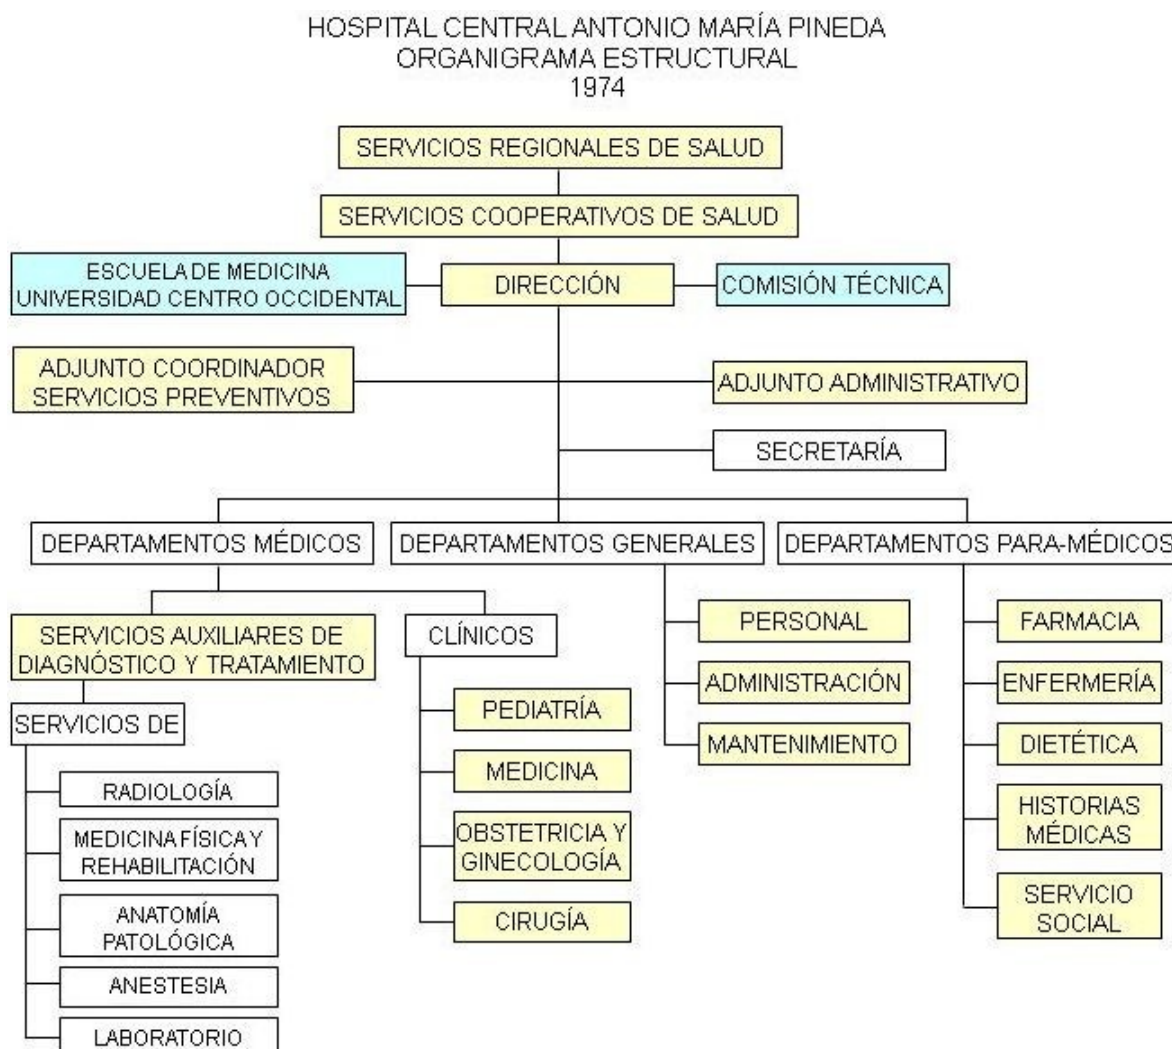 HOSPITAL CENTRAL ANTONIO MARÍA PINEDA
ORGANIGRAMA ESTRUCTURAL
1974
SERVICIOS REGIONALES DE SALUD
SERVICIOS COOPERATIVOS DE SALUD
ESCUELA DE MEDICINA
UNIVERSIDAD CENTRO OCCIDENTAL
DIRECCIÓN
COMISIÓN TÉCNICA
ADJUNTO COORDINADOR
SERVICIOS PREVENTIVOS
ADJUNTO ADMINISTRATIVO
SECRETARÍA
DEPARTAMENTOS MÉDICOS
DEPARTAMENTOS GENERALES
DEPARTAMENTOS PARA-MÉDICOS
SERVICIOS AUXILIARES DE
DIAGNÓSTICO Y TRATAMIENTO
SERVICIOS DE
RADIOLOGÍA
MEDICINA FÍSICA Y
REHABILITACIÓN
ANATOMÍA
PATOLÓGICA
ANESTESIA
LABORATORIO
CLÍNICOS
PEDIATRÍA
MEDICINA
OBSTETRICIA Y
GINECOLOGÍA
CIRUGÍA
PERSONAL
ADMINISTRACIÓN
MANTENIMIENTO
FARMACIA
ENFERMERÍA
DIETÉTICA
HISTORIAS
MÉDICAS
SERVICIO
SOCIAL